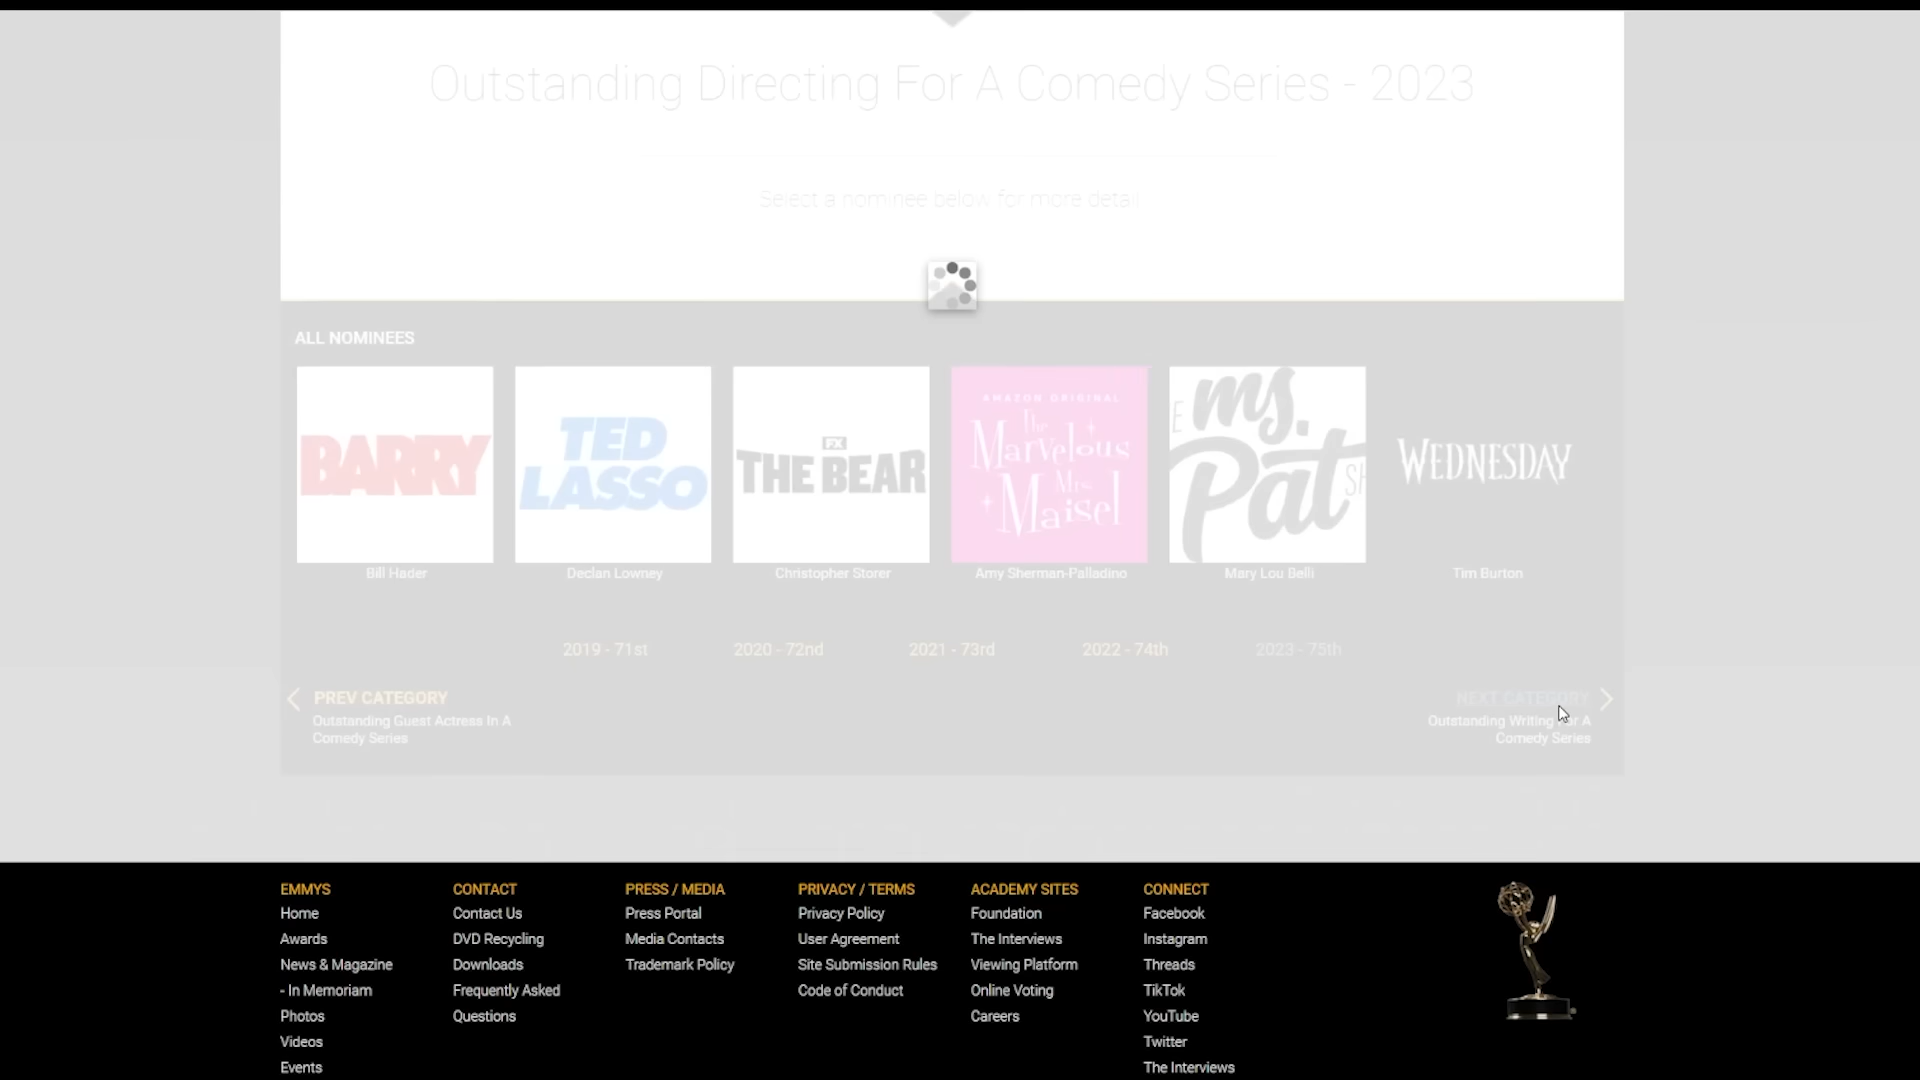 Outstanding Directing For A Comedy Series - 2023
Select a nominee below for more detail
ALL NOMINEES
BARRY
TED
LASSO
FX
THE BEAR
AMAZON ORIGINAL
The
Marvelous
Mrs.
Maisel
ms.
Pat
WEDNESDAY
Bill Hader
Declan Lowney
Christopher Storer
Amy Sherman-Palladino
Mary Lou Belli
Tim Burton
2019 - 71st
2020 - 72nd
2021 - 73rd
2022 - 74th
2023 - 75th
PREV CATEGORY
Outstanding Guest Actress In A
Comedy Series
NEXT CATEGORY
Outstanding Writing For A
Comedy Series
EMMYS
Home
Awards
News & Magazine
- In Memoriam
Photos
Videos
Events
CONTACT
Contact Us
DVD Recycling
Downloads
Frequently Asked
Questions
PRESS / MEDIA
Press Portal
Media Contacts
Trademark Policy
PRIVACY / TERMS
Privacy Policy
User Agreement
Site Submission Rules
Code of Conduct
ACADEMY SITES
Foundation
The Interviews
Viewing Platform
Online Voting
Careers
CONNECT
Facebook
Instagram
Threads
TikTok
YouTube
Twitter
The Interviews